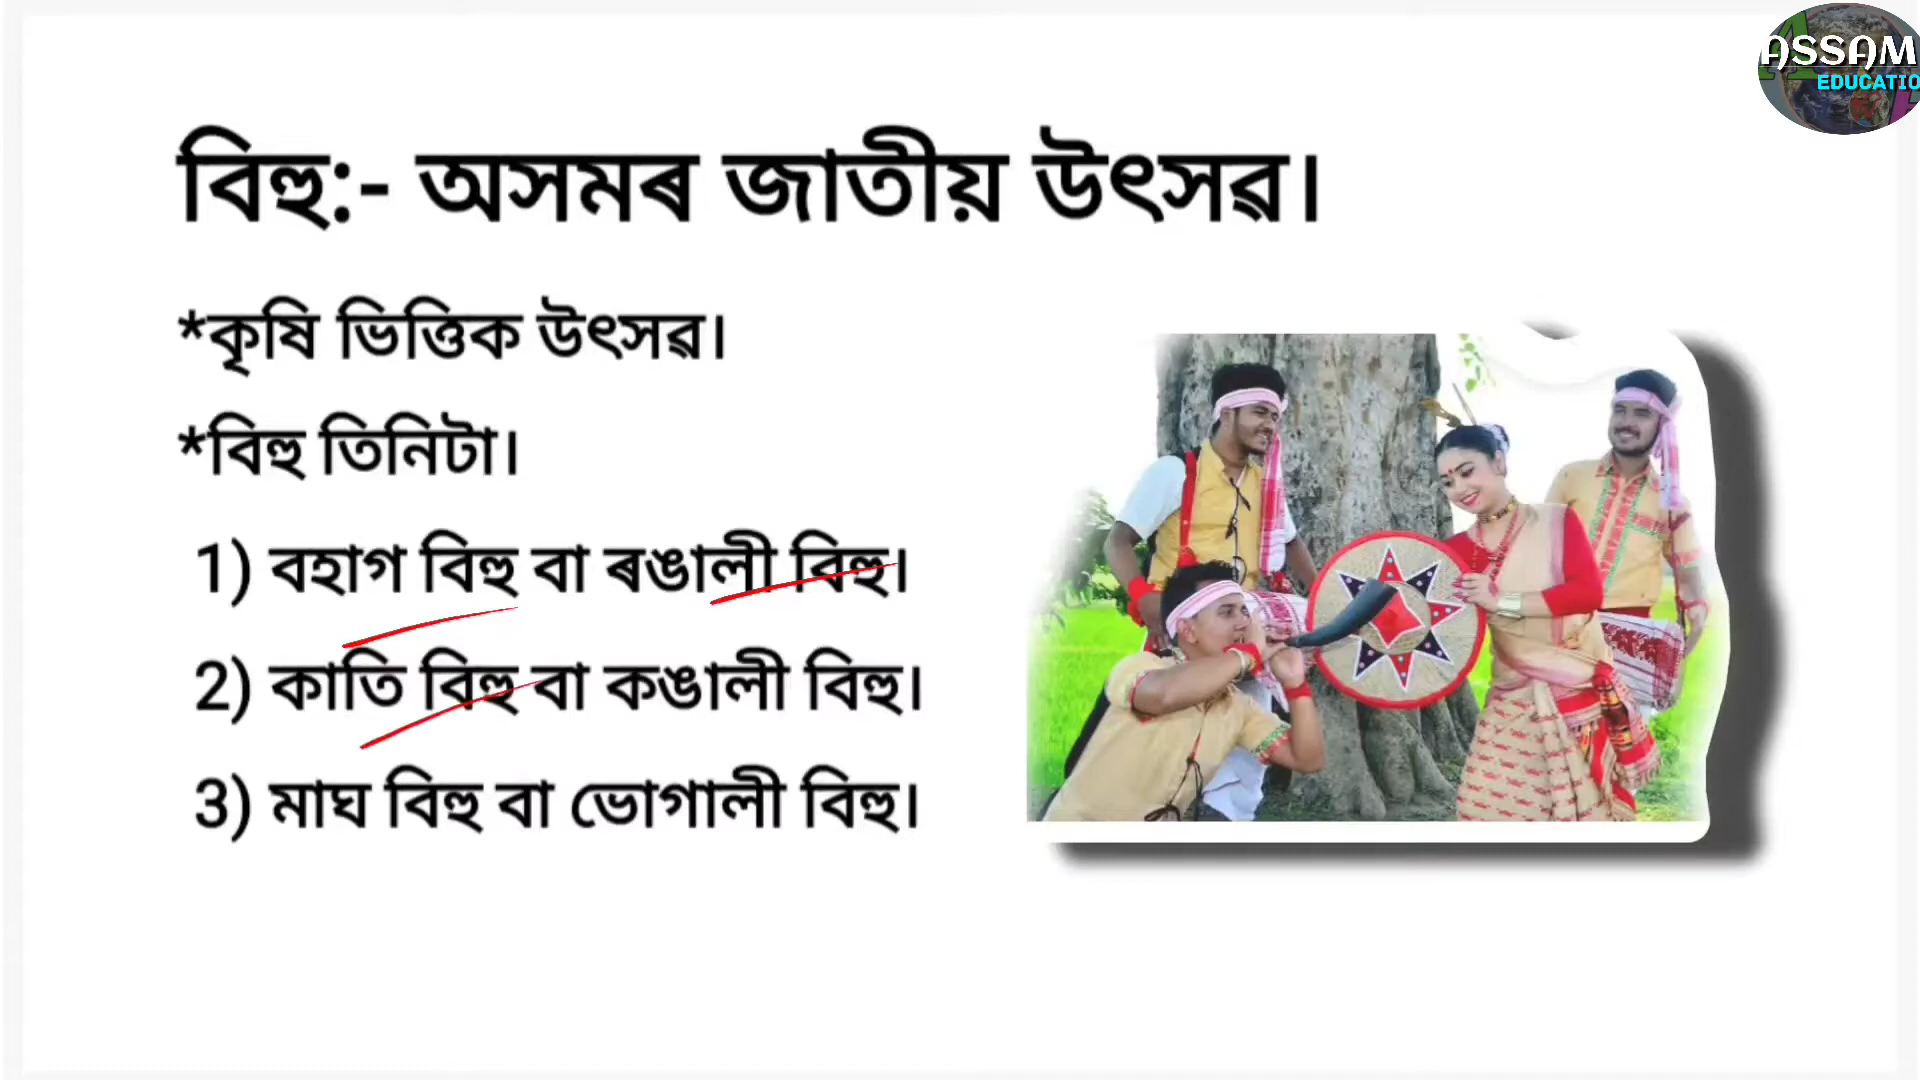 ASSAM
EDUCATIO
বিহু:- অসমৰ জাতীয় উৎসৱ।
*কৃষি ভিত্তিক উৎসৱ।
*বিহু তিনিটা।
1) বহাগ বিহু বা ৰঙালী বিহু।
2) কাতি বিহু বা কঙালী বিহু।
3) মাঘ বিহু বা ভোগালী বিহু।